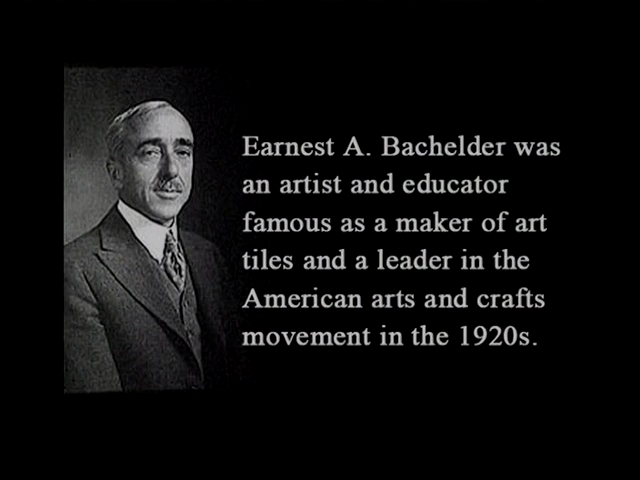 Earnest A. Bachelder was
an artist and educator
famous as a maker of art
tiles and a leader in the
American arts and crafts
movement in the 1920s.